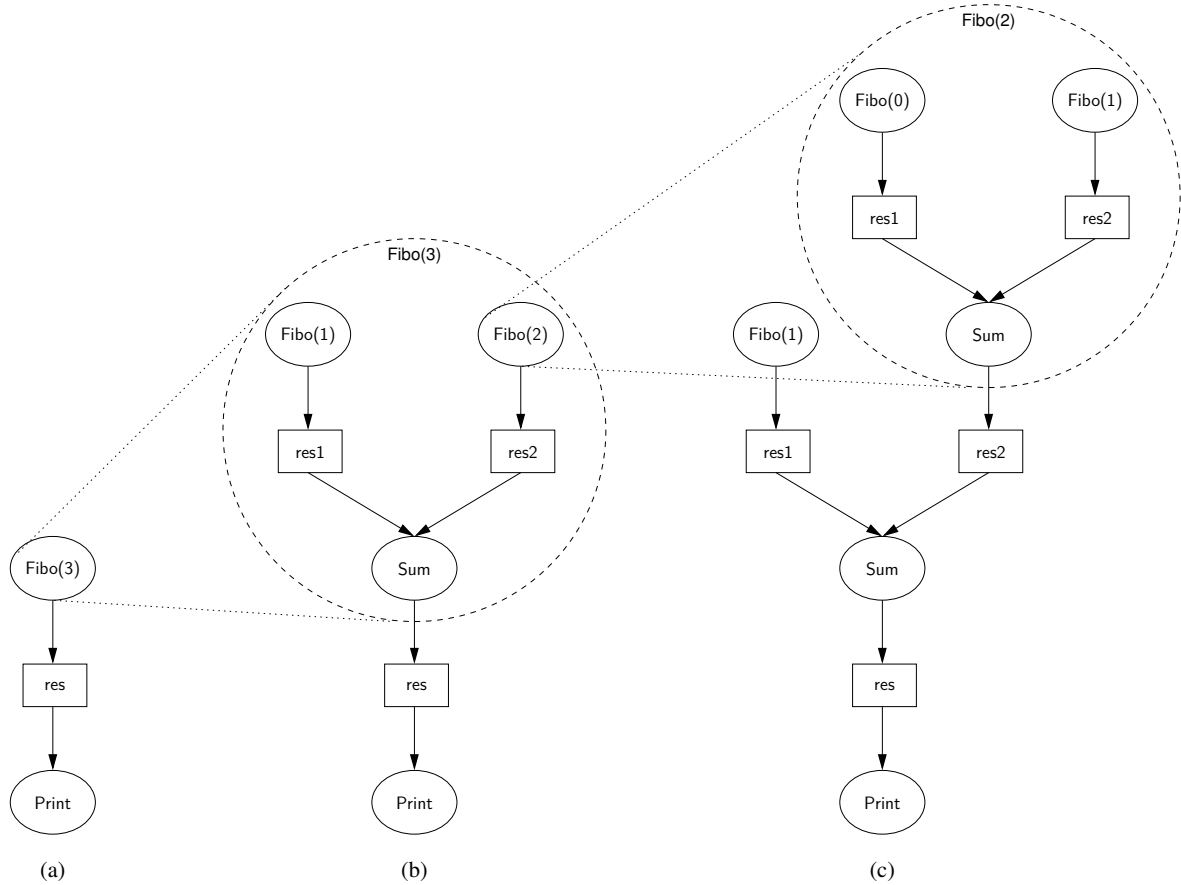 Fibo(2)
Fibo(0)
Fibo(1)
res1
res2
Fibo(3)
Fibo(1)
Fibo(2)
Fibo(1)
Sum
res1
res2
res1
res2
Fibo(3)
Sum
Sum
res
res
res
Print
Print
Print
(a)
(b)
(c)